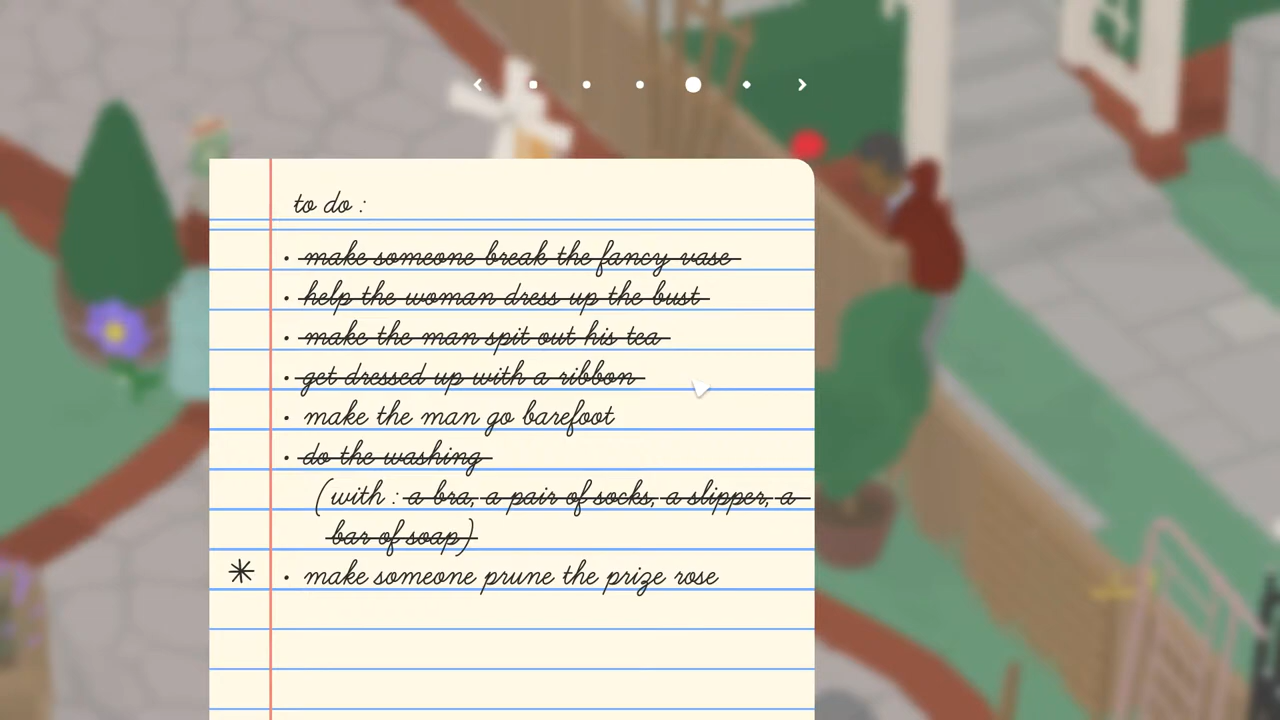 to do :
• make someone break the fancy vase
• help the woman dress up the bust
• make the man spit out his tea
• get dressed up with a ribbon
• make the man go barefoot
• do the washing
(with : a bra, a pair of socks, a slipper, a
bar of soap)
* • make someone prune the prize rose